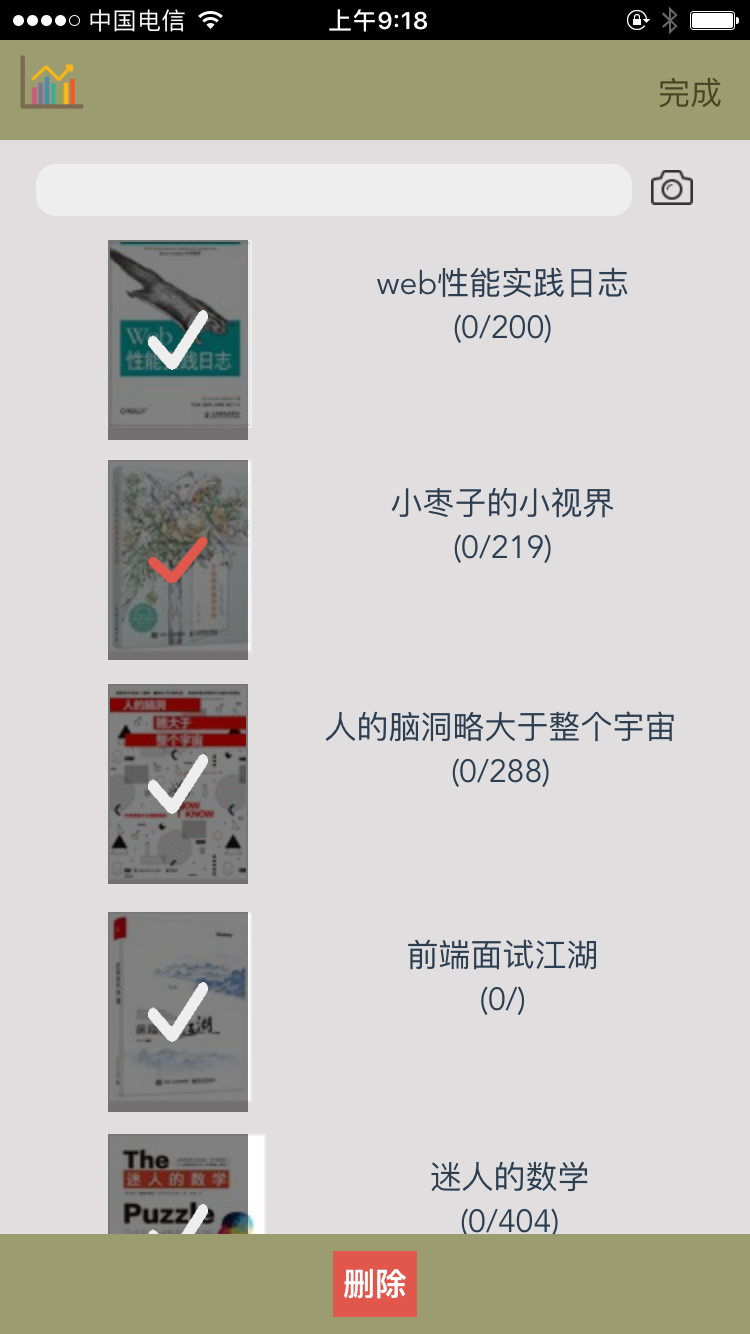 中国电信
上午9:18
完成
web性能实践日志
(0/200)
Web
性能实践日志
O'REILLY
小枣子的小视界
(0/219)
人的脑洞
略大于
整个宇宙
人的脑洞略大于整个宇宙
(0/288)
前端面试江湖
(0/)
The
迷人的数学
Puzzle
迷人的数学
(0/404)
删除